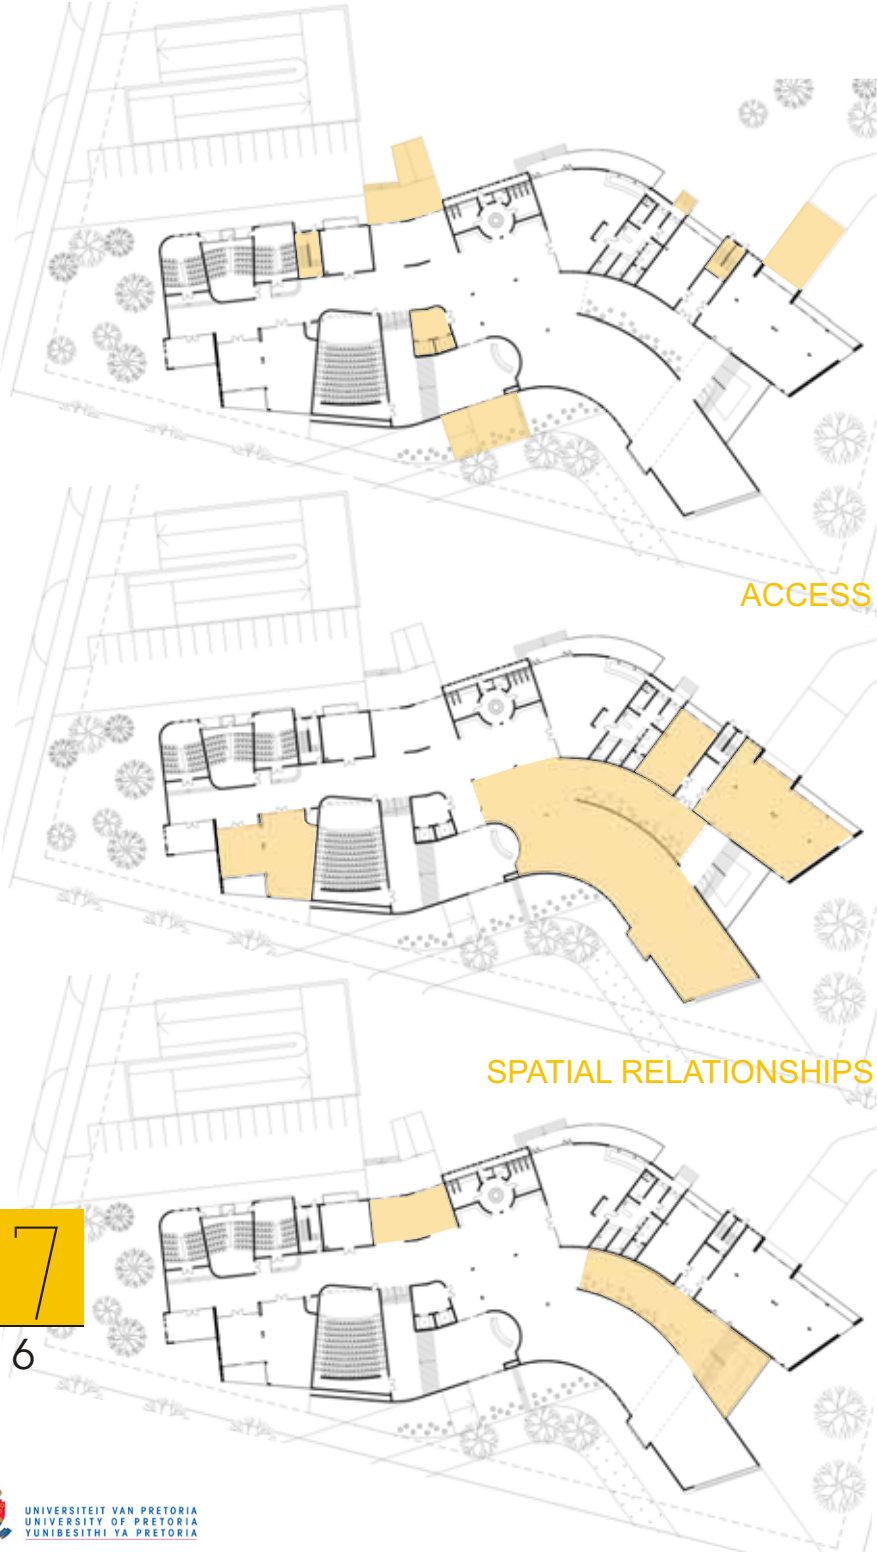 ACCESS
SPATIAL RELATIONSHIPS
7
6
UNIVERSITEIT VAN PRETORIA
UNIVERSITY OF PRETORIA
YUNIBESITHI YA PRETORIA